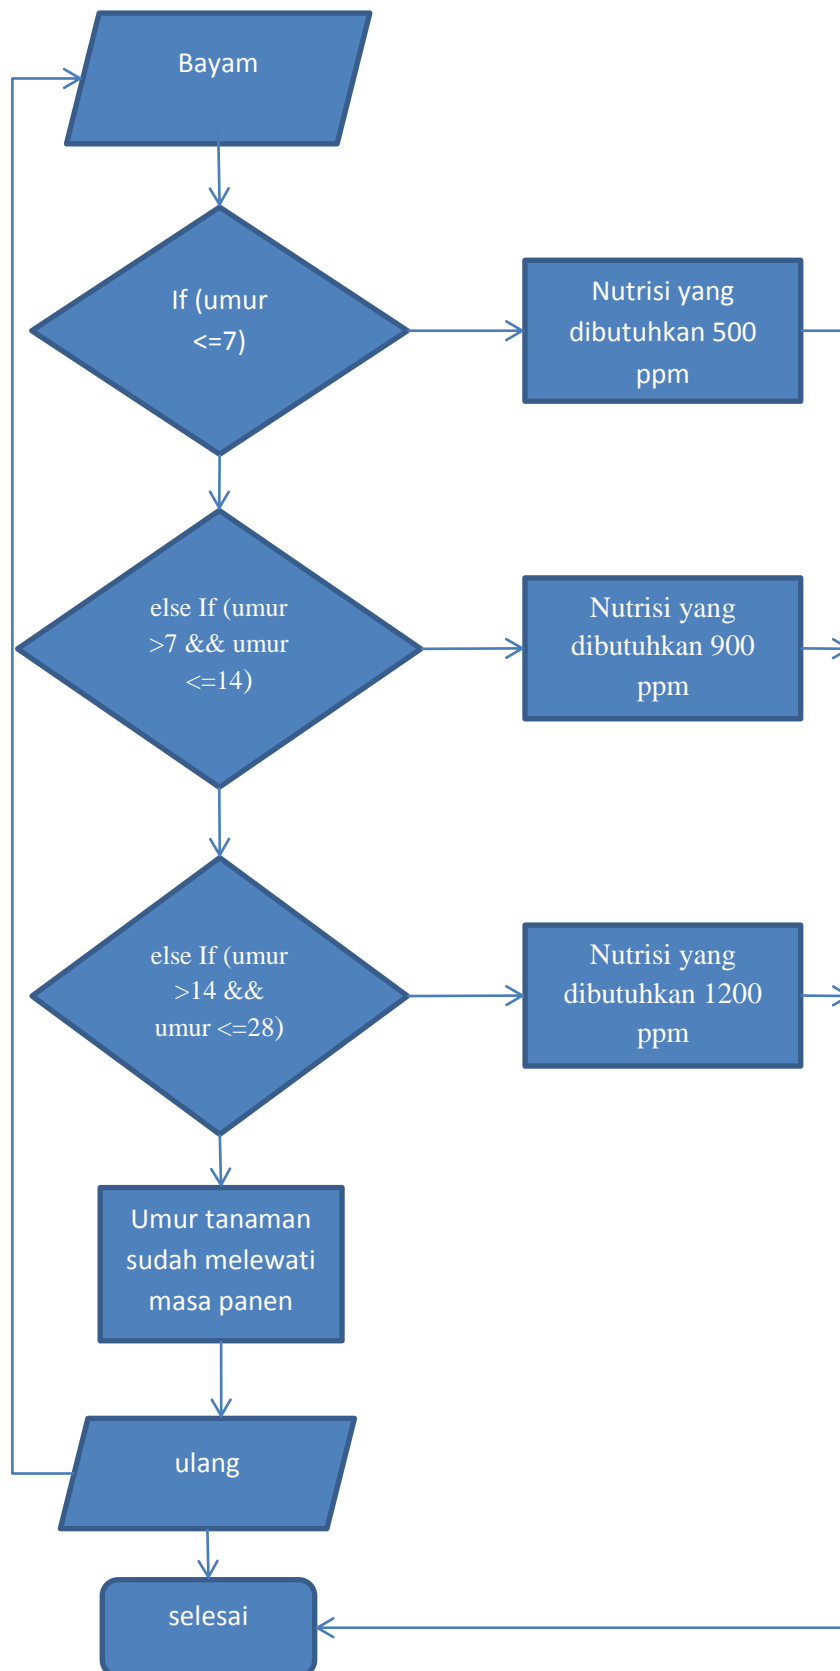 Bayam
If (umur
<=7)
Nutrisi yang
dibutuhkan 500
ppm
else If (umur
>7 && umur
<=14)
Nutrisi yang
dibutuhkan 900
ppm
else If (umur
>14 &&
umur <=28)
Nutrisi yang
dibutuhkan 1200
ppm
Umur tanaman
sudah melewati
masa panen
ulang
selesai